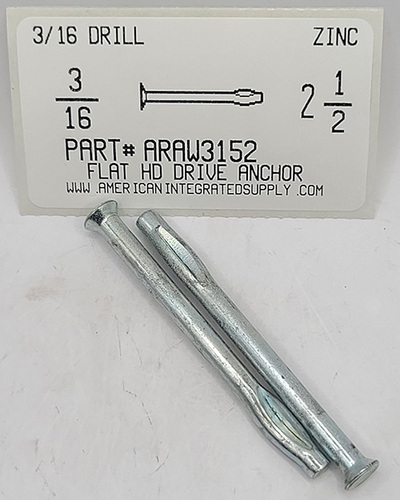 3/16 DRILL ZINC
3/16 2 1/2
PART# ARAW3152
FLAT HD DRIVE ANCHOR
WWW.AMERICANINTEGRATEDSUPPLY.COM